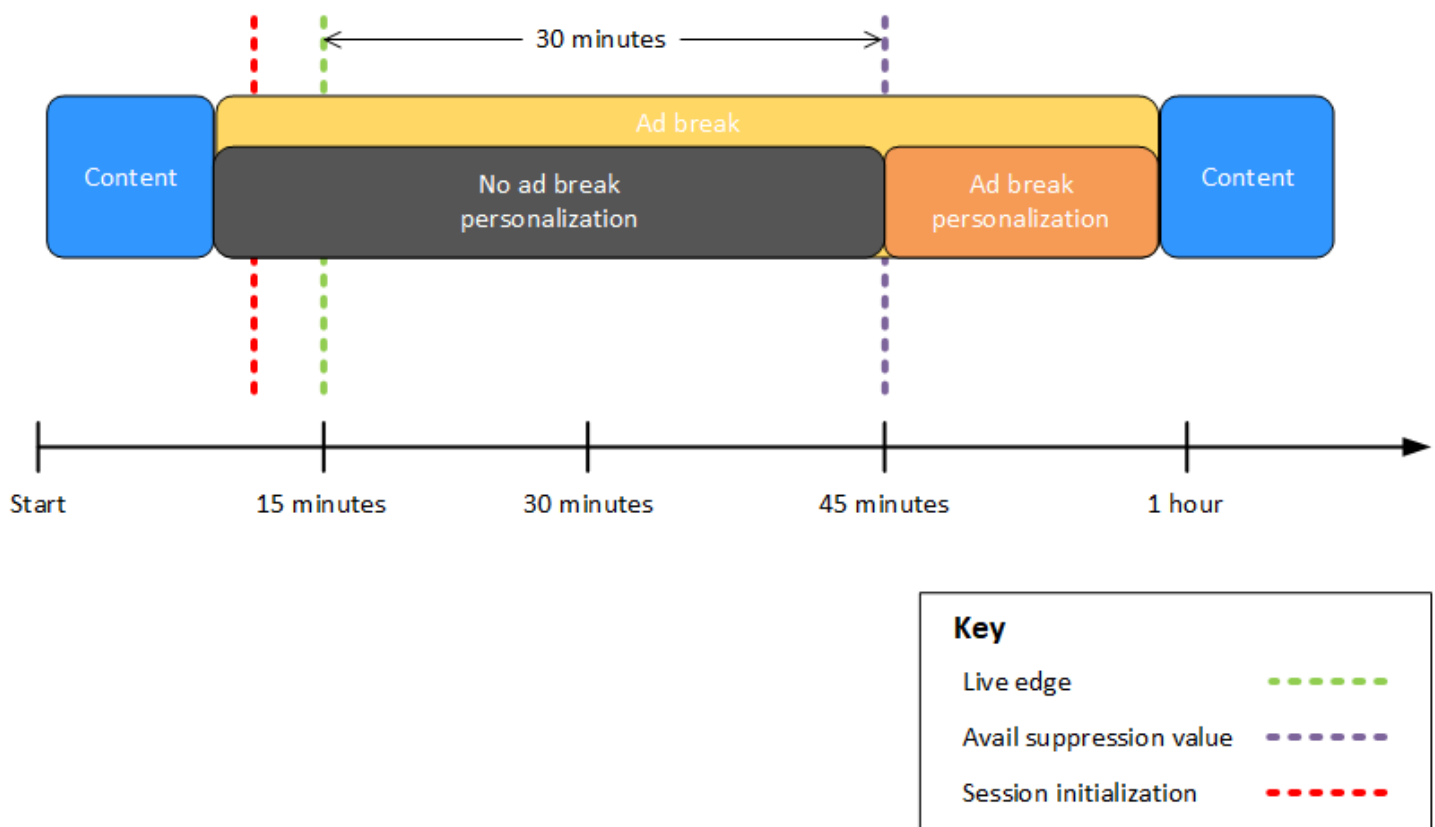 30 minutes
Ad break
Content
No ad break
personalization
Ad break
personalization
Content
Start
15 minutes
30 minutes
45 minutes
1 hour
Key
Live edge
Avail suppression value
Session initialization